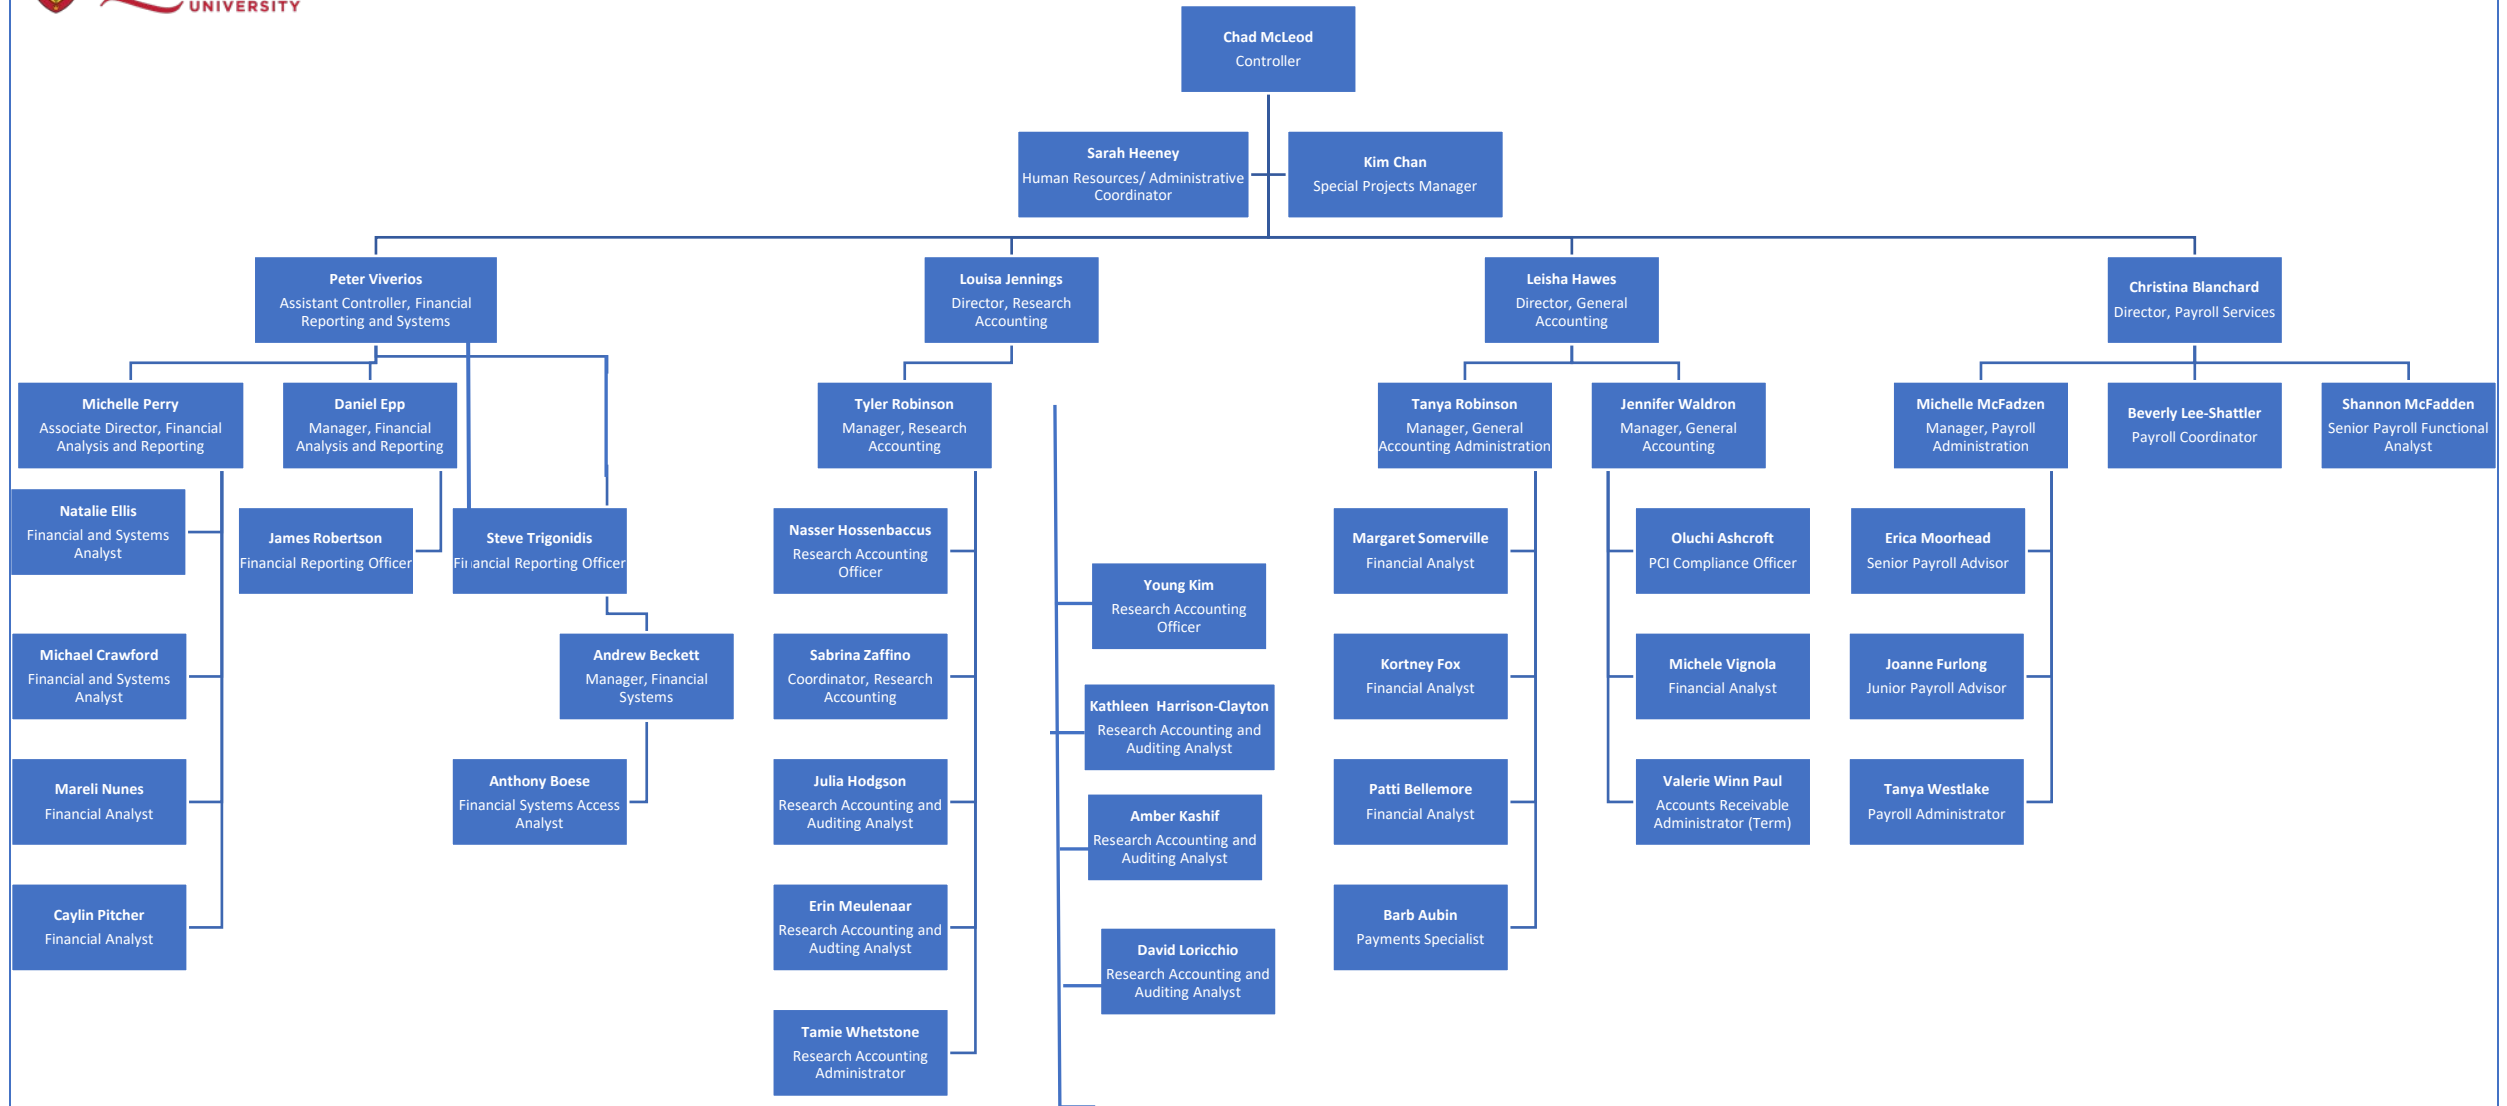 UNIVERSITY
Chad McLeod
Controller
Sarah Heeney
Human Resources/ Administrative
Coordinator
Kim Chan
Special Projects Manager
Peter Viverios
Assistant Controller, Financial
Reporting and Systems
Louisa Jennings
Director, Research
Accounting
Leisha Hawes
Director, General
Accounting
Christina Blanchard
Director, Payroll Services
Michelle Perry
Associate Director, Financial
Analysis and Reporting
Daniel Epp
Manager, Financial
Analysis and Reporting
Tyler Robinson
Manager, Research
Accounting
Tanya Robinson
Manager, General
Accounting Administration
Jennifer Waldron
Manager, General
Accounting
Michelle McFadzen
Manager, Payroll
Administration
Beverly Lee-Shattler
Payroll Coordinator
Shannon McFadden
Senior Payroll Functional
Analyst
Natalie Ellis
Financial and Systems
Analyst
James Robertson
Financial Reporting Officer
Steve Trigonidis
Financial Reporting Officer
Nasser Hossenbaccus
Research Accounting
Officer
Young Kim
Research Accounting
Officer
Margaret Somerville
Financial Analyst
Oluchi Ashcroft
PCI Compliance Officer
Erica Moorhead
Senior Payroll Advisor
Michael Crawford
Financial and Systems
Analyst
Andrew Beckett
Manager, Financial
Systems
Sabrina Zaffino
Coordinator, Research
Accounting
Kathleen  Harrison-Clayton
Research Accounting and
Auditing Analyst
Kortney Fox
Financial Analyst
Michele Vignola
Financial Analyst
Joanne Furlong
Junior Payroll Advisor
Mareli Nunes
Financial Analyst
Anthony Boese
Financial Systems Access
Analyst
Julia Hodgson
Research Accounting and
Auditing Analyst
Amber Kashif
Research Accounting and
Auditing Analyst
Patti Bellemore
Financial Analyst
Valerie Winn Paul
Accounts Receivable
Administrator (Term)
Tanya Westlake
Payroll Administrator
Caylin Pitcher
Financial Analyst
Erin Meulenaar
Research Accounting and
Audting Analyst
David Loricchio
Research Accounting and
Auditing Analyst
Barb Aubin
Payments Specialist
Tamie Whetstone
Research Accounting
Administrator